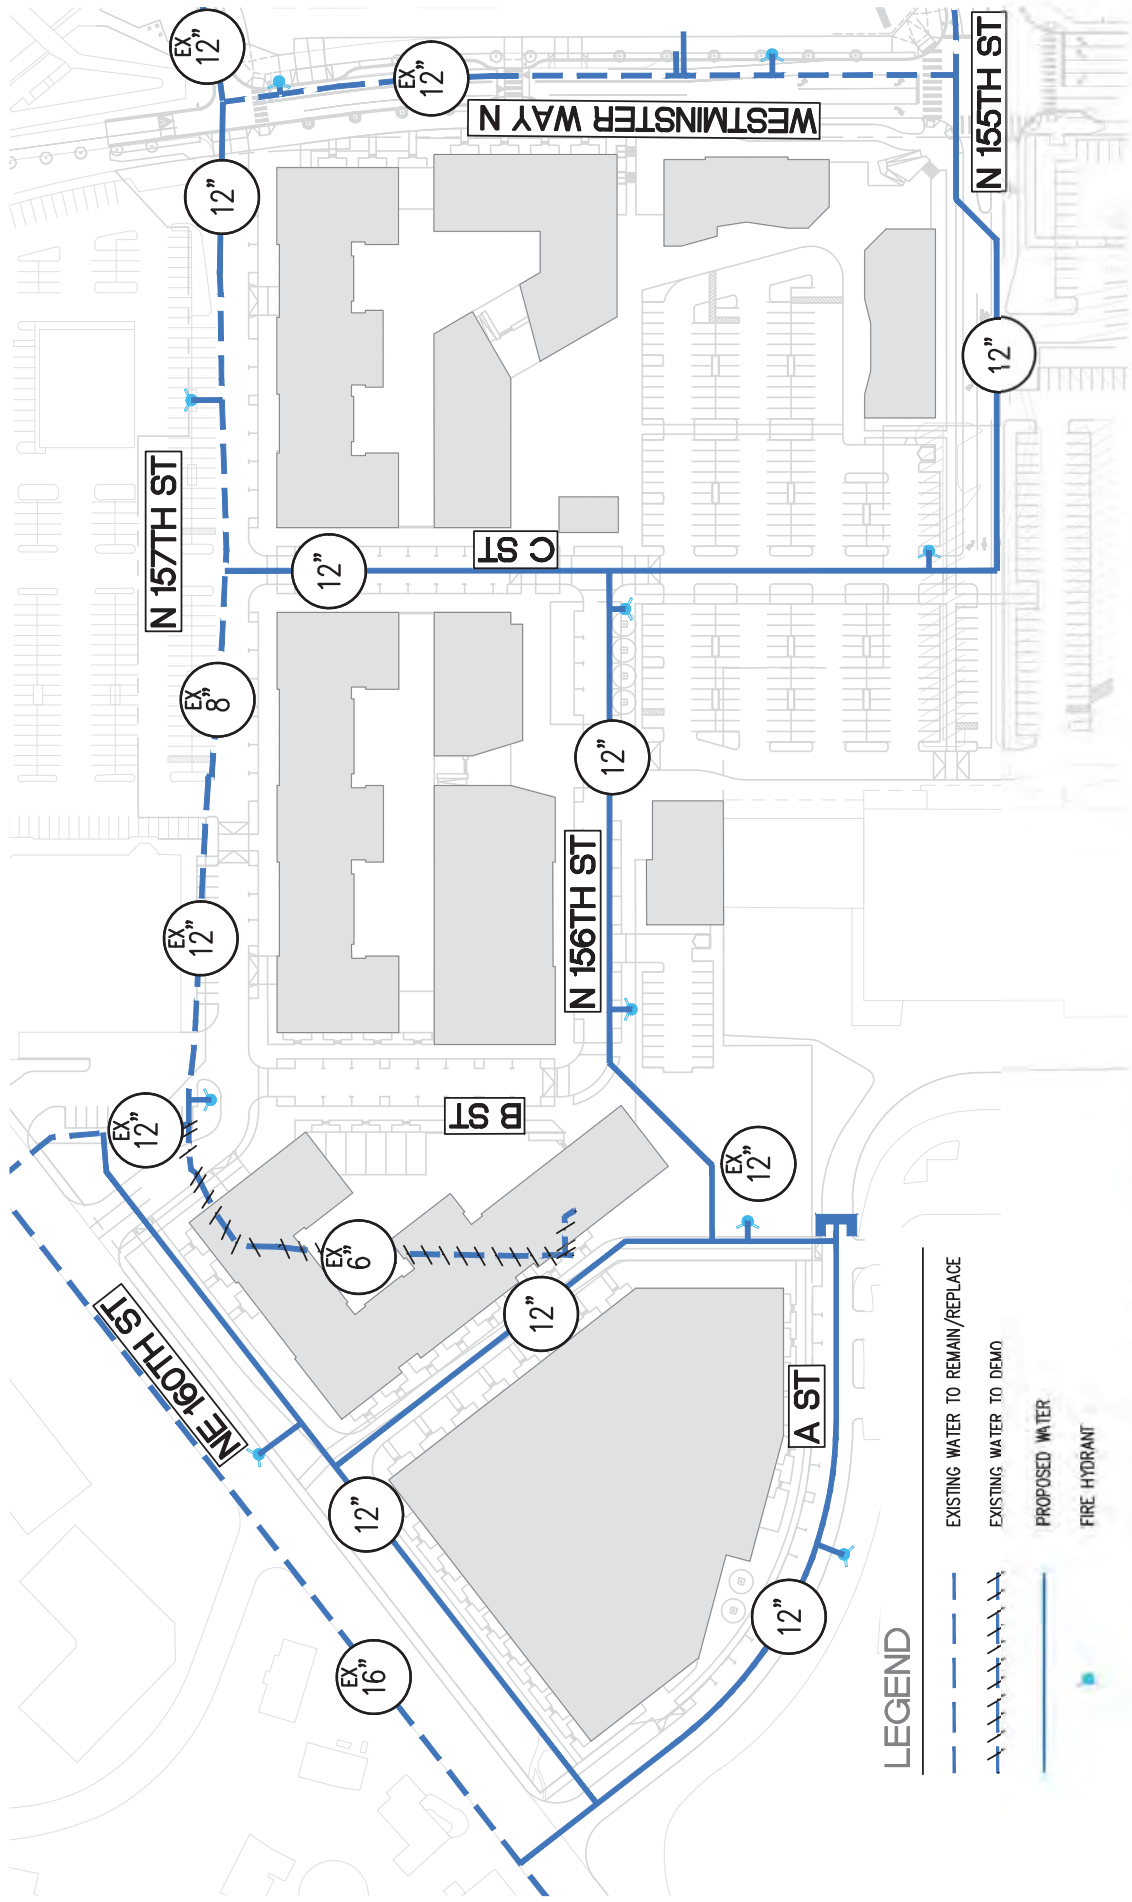 EX
12"
EX
12"
WESTMINSTER WAY N
N 155TH ST
12"
12"
N 157TH ST
C ST
12"
EX
8"
12"
EX
12"
N 156TH ST
B ST
EX
12"
EX
12"
EX
6"
12"
NE 160TH ST
12"
A ST
12"
EX
16"
LEGEND
EXISTING WATER TO REMAIN/REPLACE
EXISTING WATER TO DEMO
PROPOSED WATER
FIRE HYDRANT